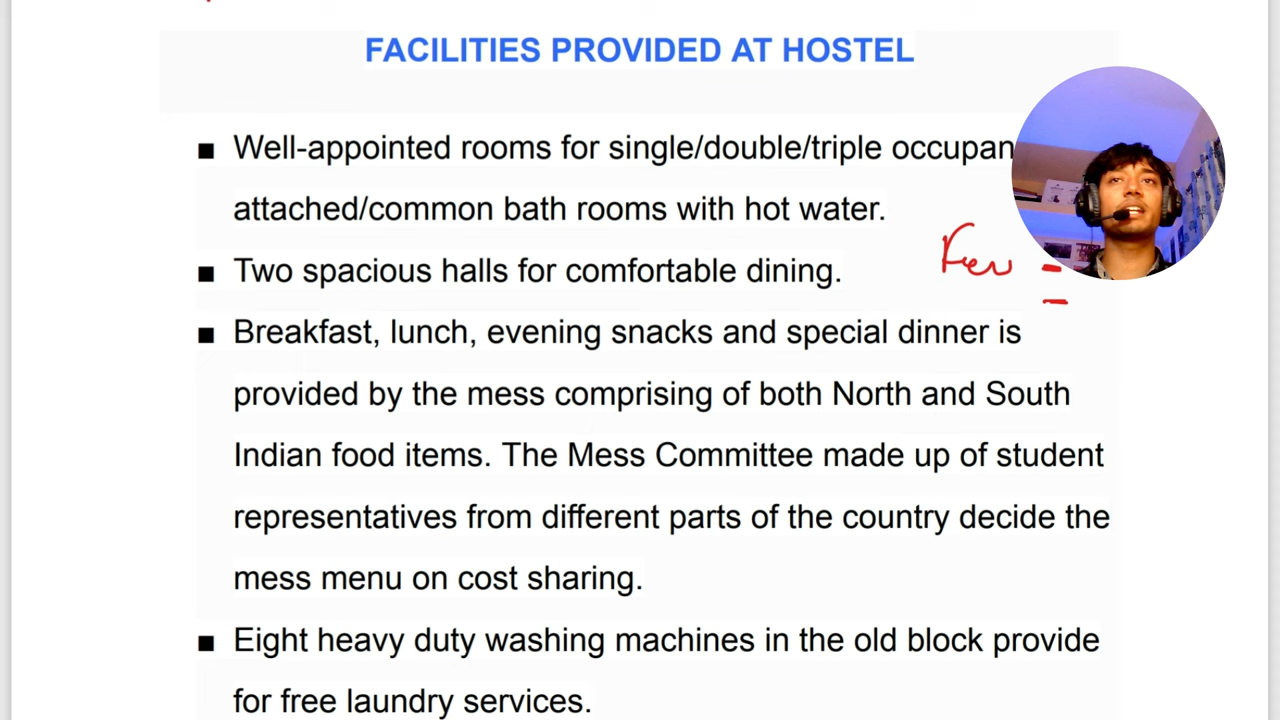 FACILITIES PROVIDED AT HOSTEL
■ Well-appointed rooms for single/double/triple occupan
attached/common bath rooms with hot water.
■ Two spacious halls for comfortable dining.
■ Breakfast, lunch, evening snacks and special dinner is
provided by the mess comprising of both North and South
Indian food items. The Mess Committee made up of student
representatives from different parts of the country decide the
mess menu on cost sharing.
■ Eight heavy duty washing machines in the old block provide
for free laundry services.